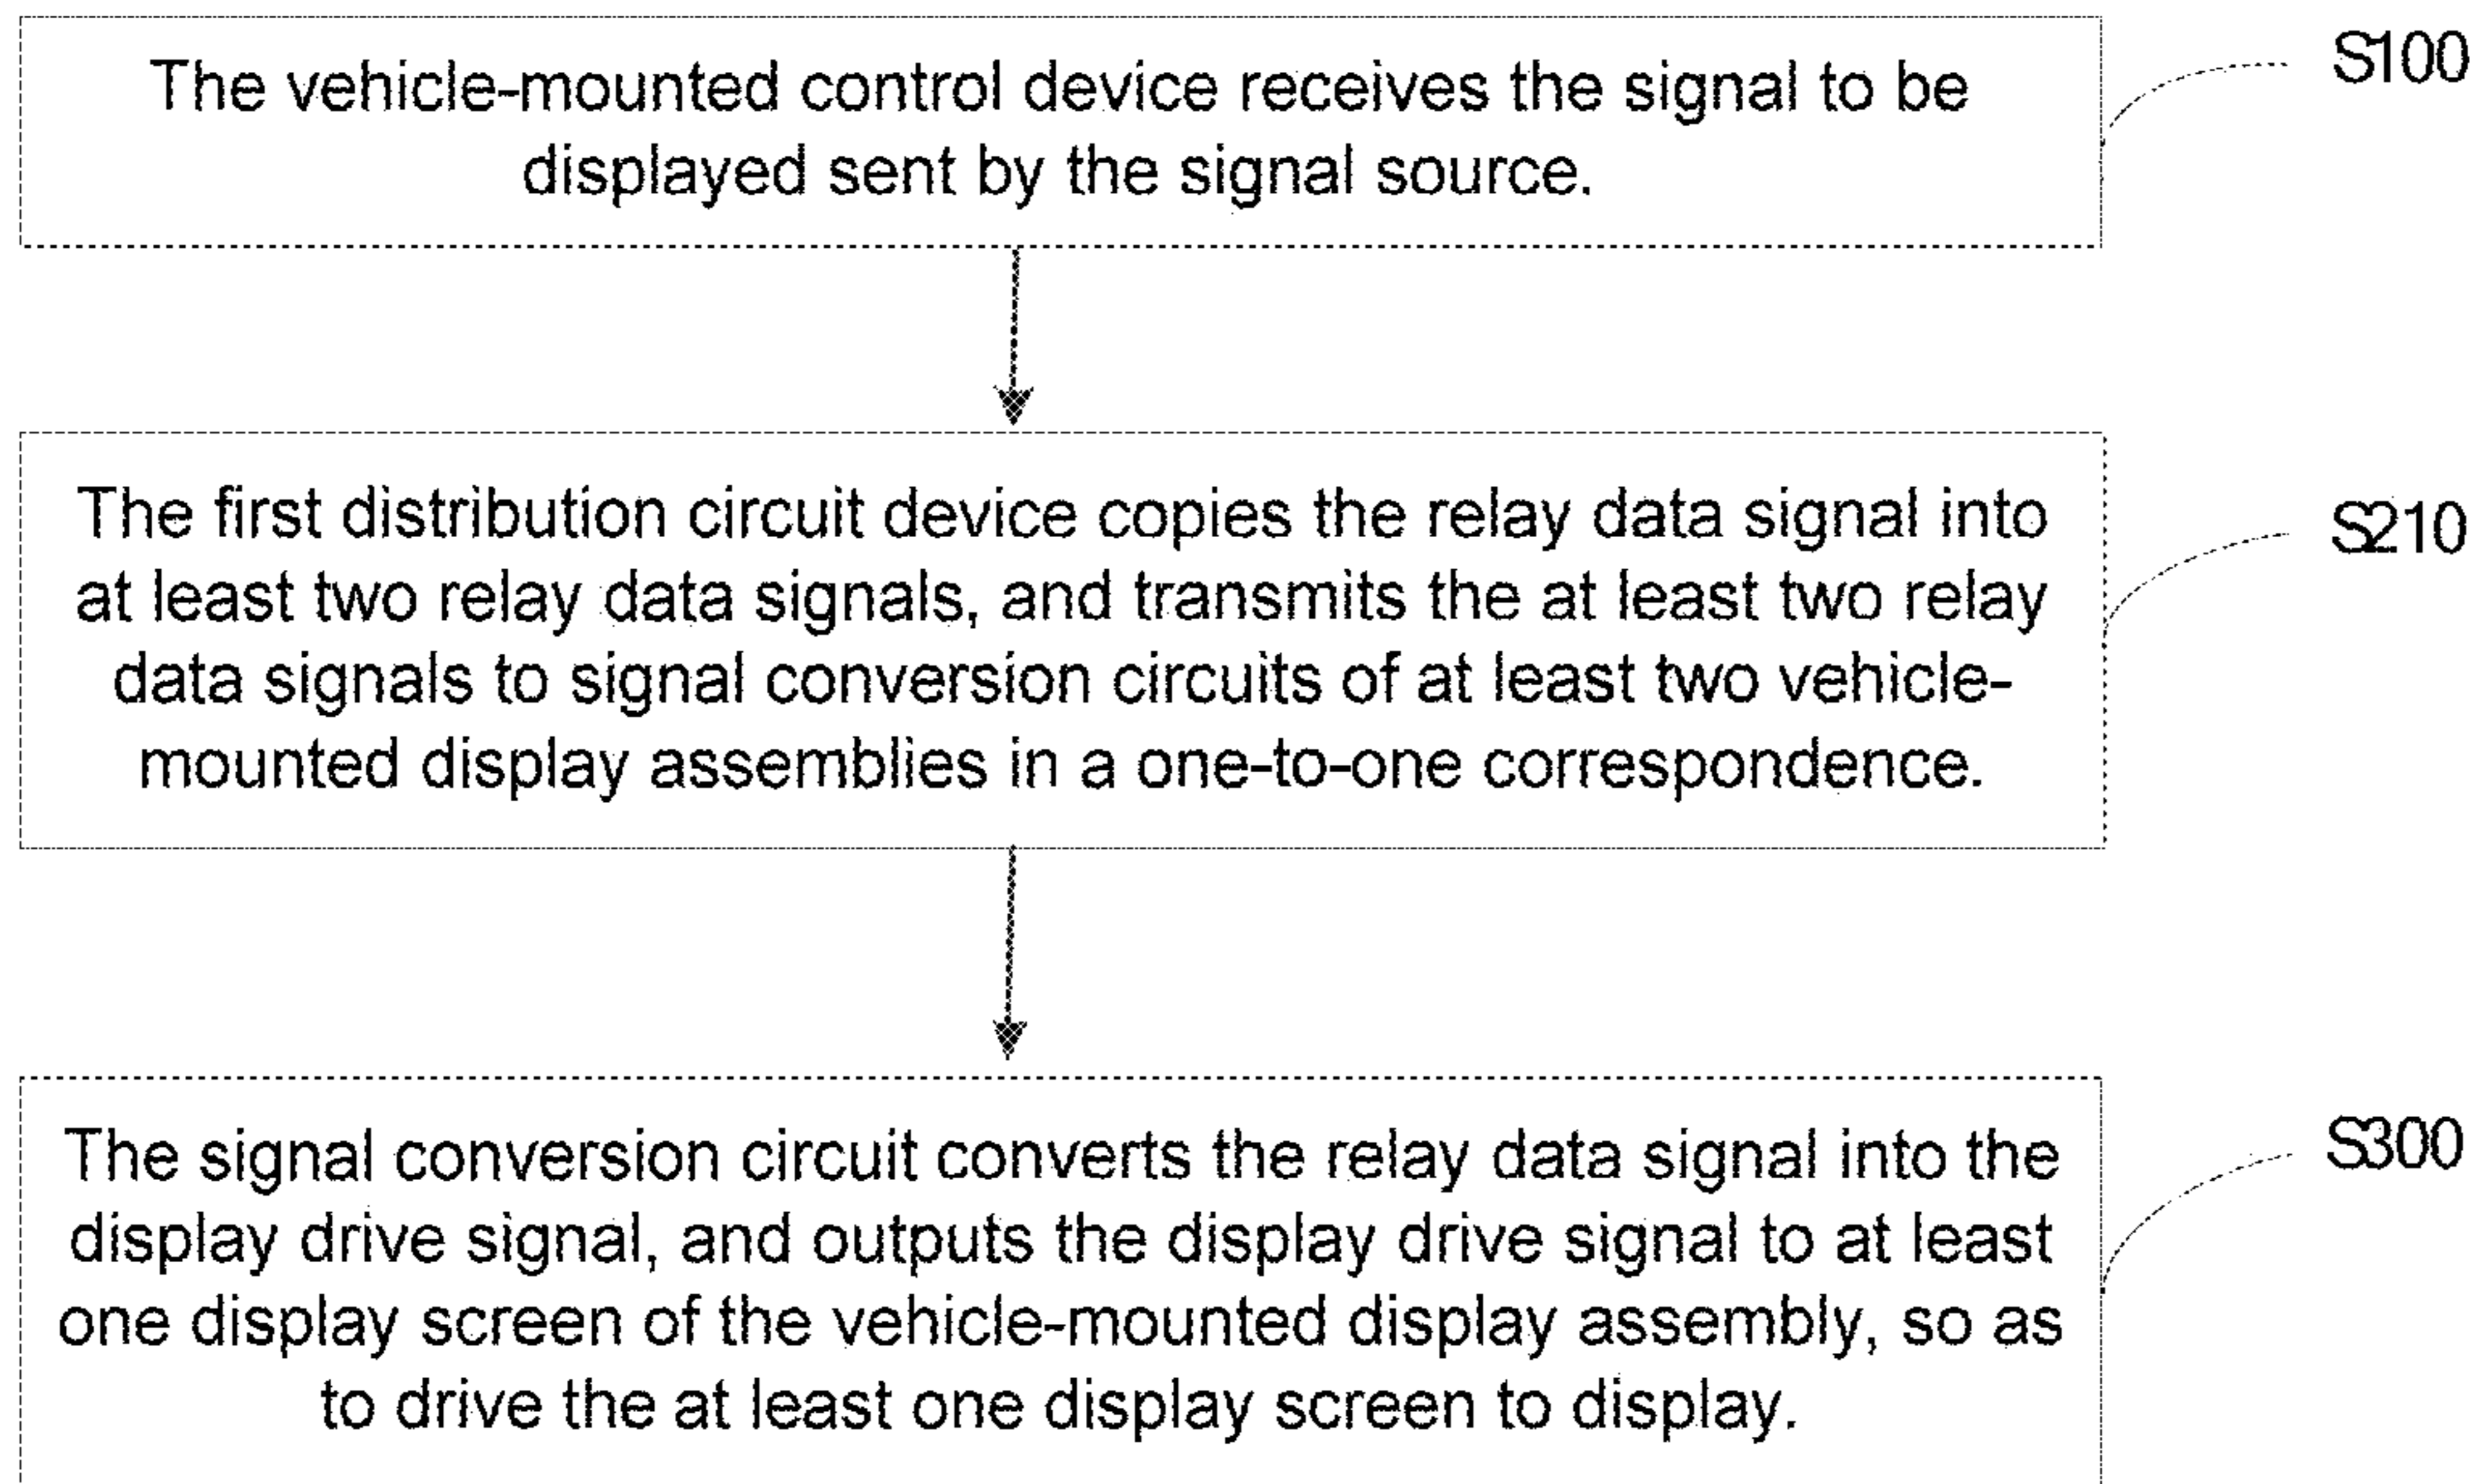 The vehicle-mounted control device receives the signal to be
displayed sent by the signal source.
S100
The first distribution circuit device copies the relay data signal into
at least two relay data signals, and transmits the at least two relay
data signals to signal conversion circuits of at least two vehicle-
mounted display assemblies in a one-to-one correspondence.
S210
The signal conversion circuit converts the relay data signal into the
display drive signal, and outputs the display drive signal to at least
one display screen of the vehicle-mounted display assembly, so as
to drive the at least one display screen to display.
S300